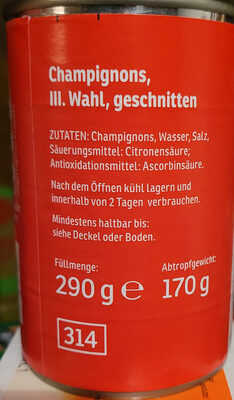 Champignons,
III. Wahl, geschnitten
ZUTATEN: Champignons, Wasser, Salz,
Säuerungsmittel: Citronensäure;
Antioxidationsmittel: Ascorbinsäure.
Nach dem Öffnen kühl lagern und
innerhalb von 2 Tagen verbrauchen.
Mindestens haltbar bis:
siehe Deckel oder Boden.
Füllmenge: Abtropfgewicht:
290 g ℮ 170 g
314